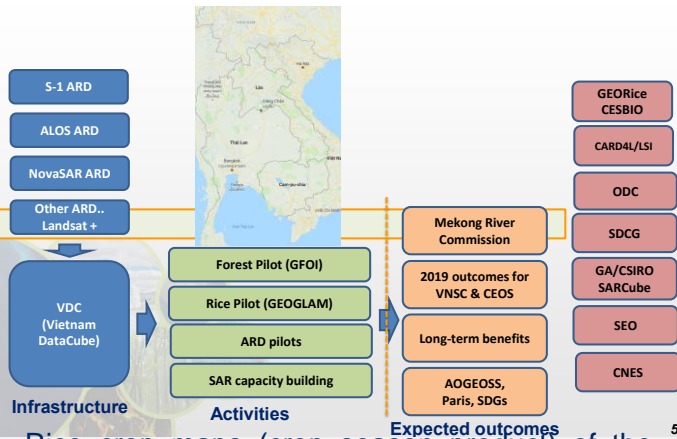 S-1 ARD
ALOS ARD
NovaSAR ARD
Other ARD..
Landsat +
VDC
(Vietnam
DataCube)
Infrastructure
Forest Pilot (GFOI)
Rice Pilot (GEOGLAM)
ARD pilots
SAR capacity building
Activities
Mekong River
Commission
2019 outcomes for
VNSC & CEOS
Long-term benefits
AOGEOSS,
Paris, SDGs
Expected outcomes
GEORice
CESBIO
CARD4L/LSI
ODC
SDCG
GA/CSIRO
SARCube
SEO
CNES
5